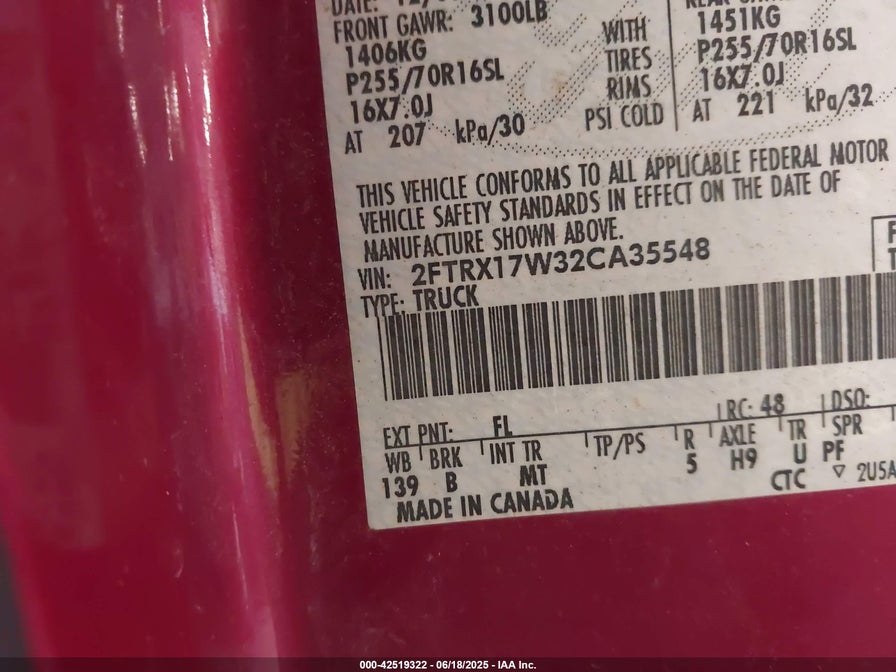 DATE: 12/
FRONT GAWR: 3100LB
1406KG
P255/70R16SL
16X7.0J
AT 207 kPa/30
WITH
TIRES
RIMS
PSI COLD
1451KG
P255/70R16SL
16X7.0J
AT 221 kPa/32
THIS VEHICLE CONFORMS TO ALL APPLICABLE FEDERAL MOTOR
VEHICLE SAFETY STANDARDS IN EFFECT ON THE DATE OF
MANUFACTURE SHOWN ABOVE.
VIN: 2FTRX17W32CA35548
TYPE: TRUCK
EXT PNT: FL RC: 48 DSO:
WB BRK INT TR TP/PS R AXLE TR SPR
139 B MT 5 H9 U PF
MADE IN CANADA CTC 2USA
000-42519322 - 06/18/2025 - IAA Inc.